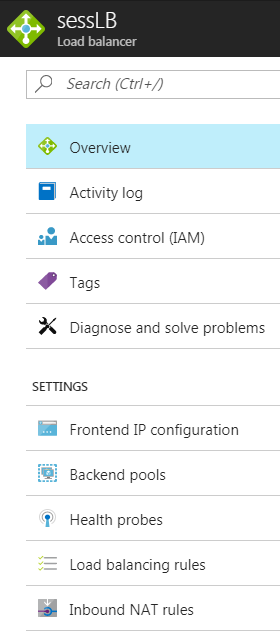 sessLB
Load balancer
Search (Ctrl+/)
Overview
Activity log
Access control (IAM)
Tags
Diagnose and solve problems
SETTINGS
Frontend IP configuration
Backend pools
Health probes
Load balancing rules
Inbound NAT rules